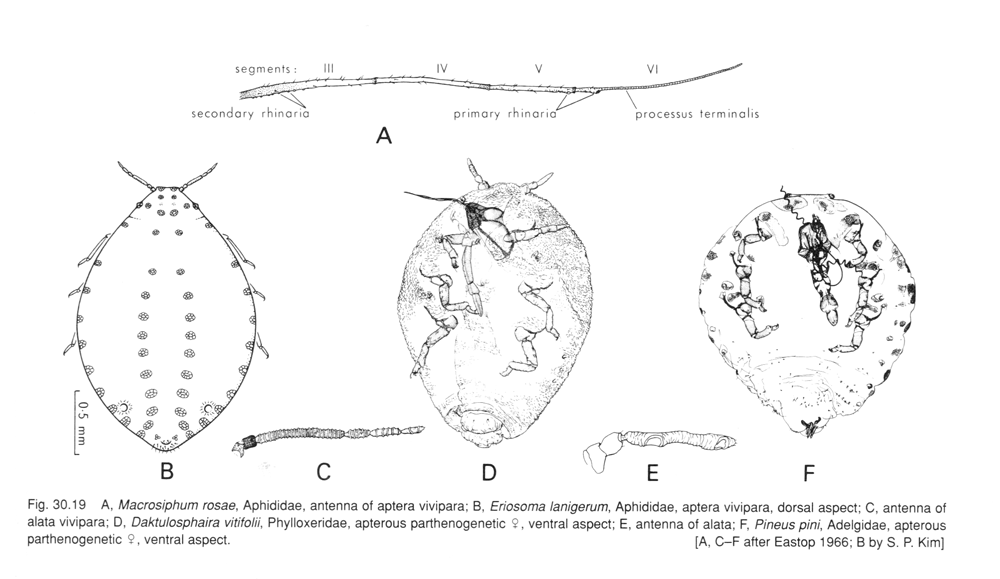 segments: III IV V VI
secondary rhinaria primary rhinaria processus terminalis
A
0.5 mm
B C D E F
Fig. 30.19 A, Macrosiphum rosae, Aphididae, antenna of aptera vivipara; B, Eriosoma lanigerum, Aphididae, aptera vivipara, dorsal aspect; C, antenna of
alata vivipara; D, Daktulosphaira vitifolii, Phylloxeridae, apterous parthenogenetic ♀, ventral aspect; E, antenna of alata; F, Pineus pini, Adelgidae, apterous
parthenogenetic ♀, ventral aspect. [A, C–F after Eastop 1966; B by S. P. Kim]